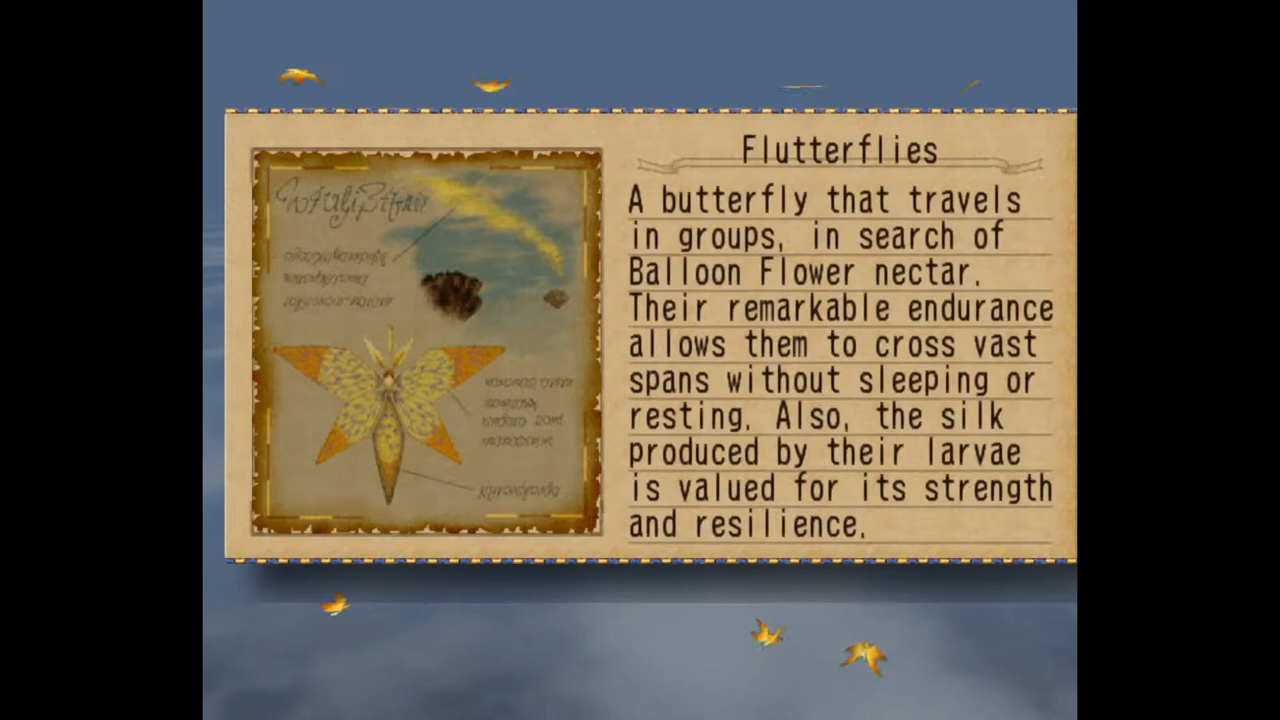 Flutterflies
A butterfly that travels
in groups, in search of
Balloon Flower nectar.
Their remarkable endurance
allows them to cross vast
spans without sleeping or
resting. Also, the silk
produced by their larvae
is valued for its strength
and resilience.